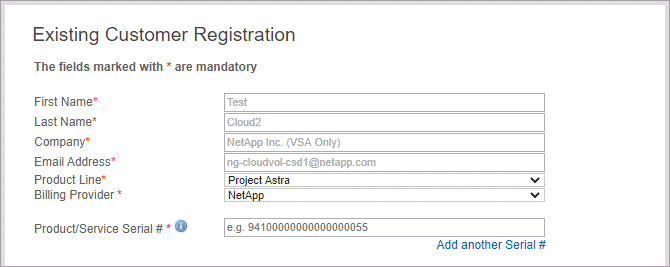 Existing Customer Registration
The fields marked with * are mandatory
First Name* Test
Last Name* Cloud2
Company* NetApp Inc. (VSA Only)
Email Address* ng-cloudvol-csd1@netapp.com
Product Line* Project Astra
Billing Provider * NetApp
Product/Service Serial # * i e.g. 94100000000000000055
Add another Serial #